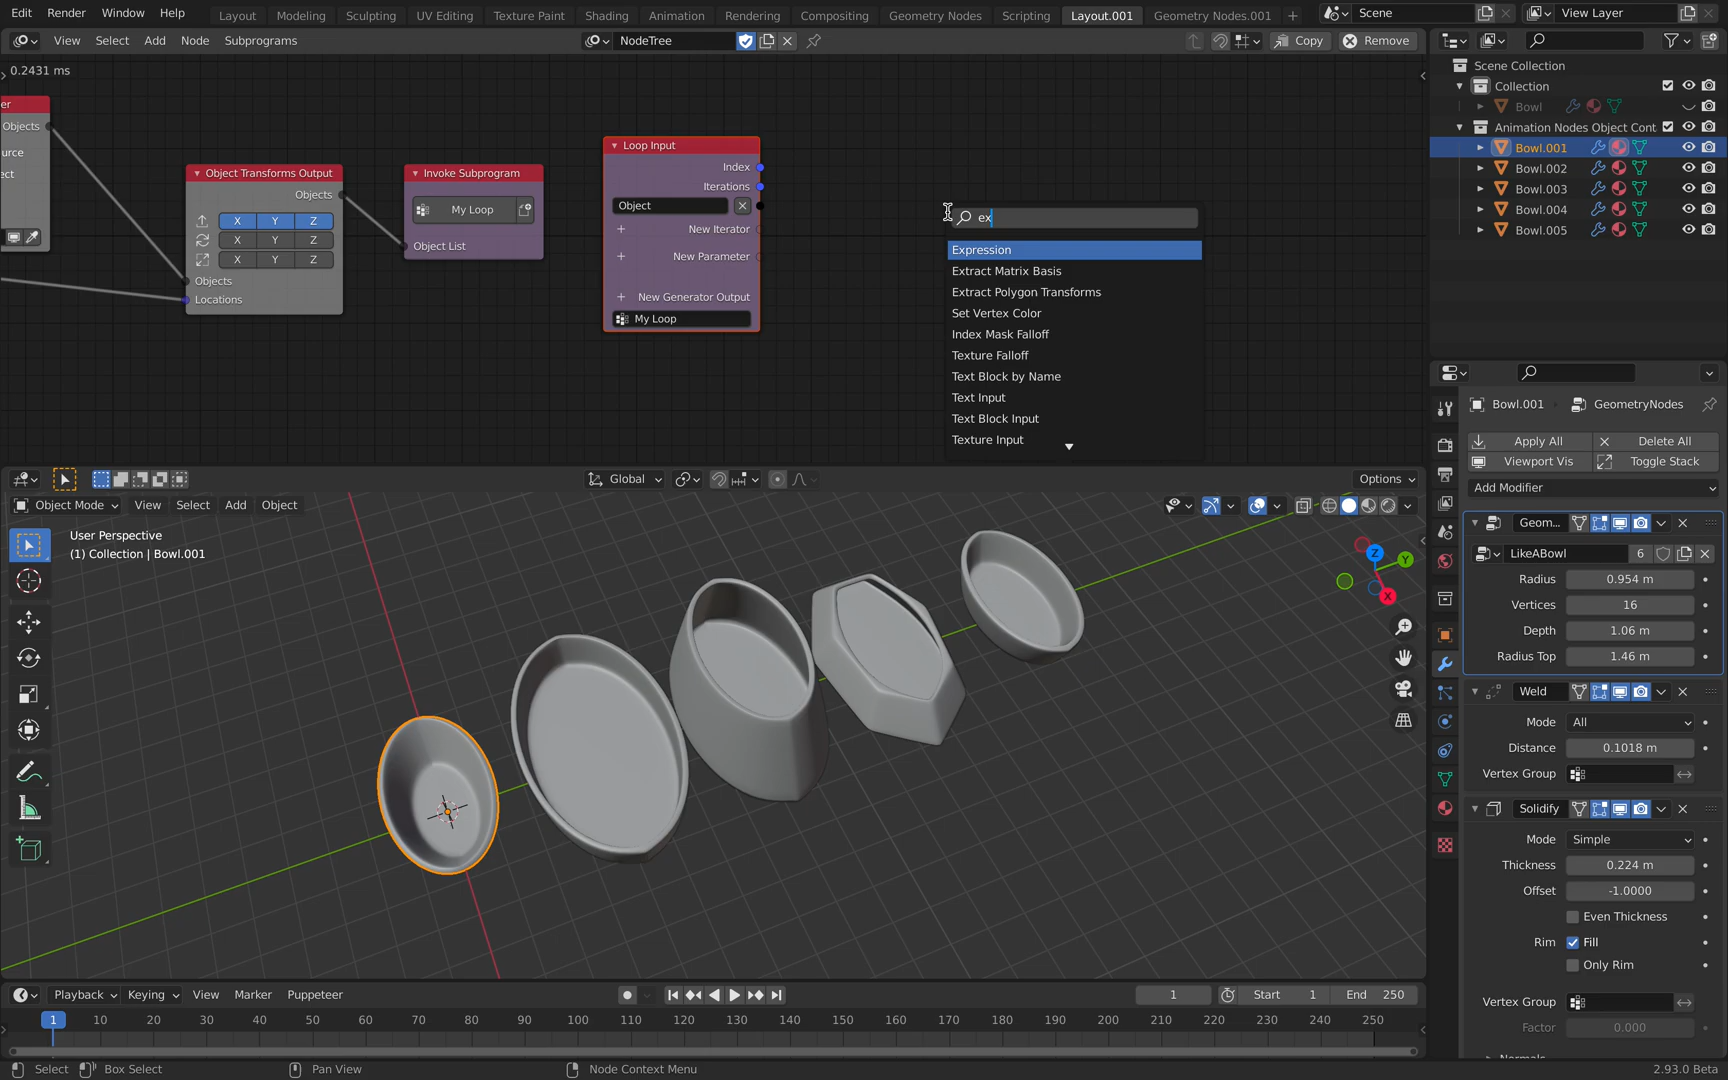 Edit Render Window Help Layout Modeling Sculpting UV Editing Texture Paint Shading Animation Rendering Compositing Geometry Nodes Scripting Layout.001 Geometry Nodes.001 + Scene View Layer
View Select Add Node Subprograms NodeTree Copy Remove
0.2431 ms
er
Objects
urce
ect
Object Transforms Output
Objects
X Y Z
X Y Z
X Y Z
Objects
Locations
Invoke Subprogram
My Loop
Object List
Loop Input
Index
Iterations
Object
New Iterator
New Parameter
New Generator Output
My Loop
ex
Expression
Extract Matrix Basis
Extract Polygon Transforms
Set Vertex Color
Index Mask Falloff
Texture Falloff
Text Block by Name
Text Input
Text Block Input
Texture Input
Scene Collection
Collection
Bowl
Animation Nodes Object Cont
Bowl.001
Bowl.002
Bowl.003
Bowl.004
Bowl.005
Bowl.001 GeometryNodes
Apply All Delete All
Viewport Vis Toggle Stack
Add Modifier
Geom...
LikeABowl 6
Radius 0.954 m
Vertices 16
Depth 1.06 m
Radius Top 1.46 m
Weld
Mode All
Distance 0.1018 m
Vertex Group
Solidify
Mode Simple
Thickness 0.224 m
Offset -1.0000
Even Thickness
Rim Fill
Only Rim
Vertex Group
Factor 0.000
Normals
Global Options
Object Mode View Select Add Object
User Perspective
(1) Collection | Bowl.001
Z
Y
X
Playback Keying View Marker Puppeteer 1 Start 1 End 250
1 10 20 30 40 50 60 70 80 90 100 110 120 130 140 150 160 170 180 190 200 210 220 230 240 250
Select Box Select Pan View Node Context Menu 2.93.0 Beta